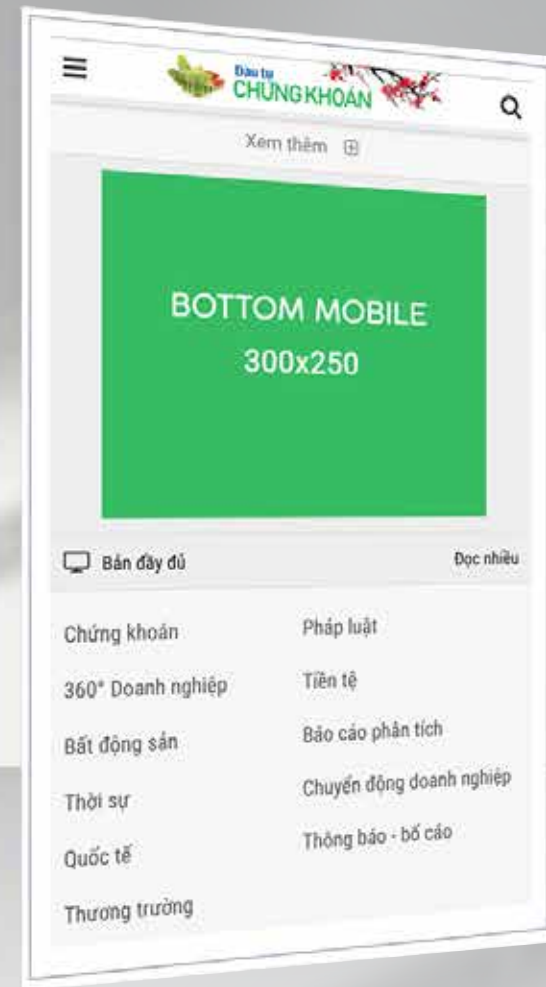 Đầu tư
CHỨNG KHOÁN
Xem thêm
BOTTOM MOBILE
300x250
Bản đầy đủ
Đọc nhiều
Chứng khoán
360° Doanh nghiệp
Bất động sản
Thời sự
Quốc tế
Thương trường
Pháp luật
Tiền tệ
Báo cáo phân tích
Chuyển động doanh nghiệp
Thông báo - bố cáo